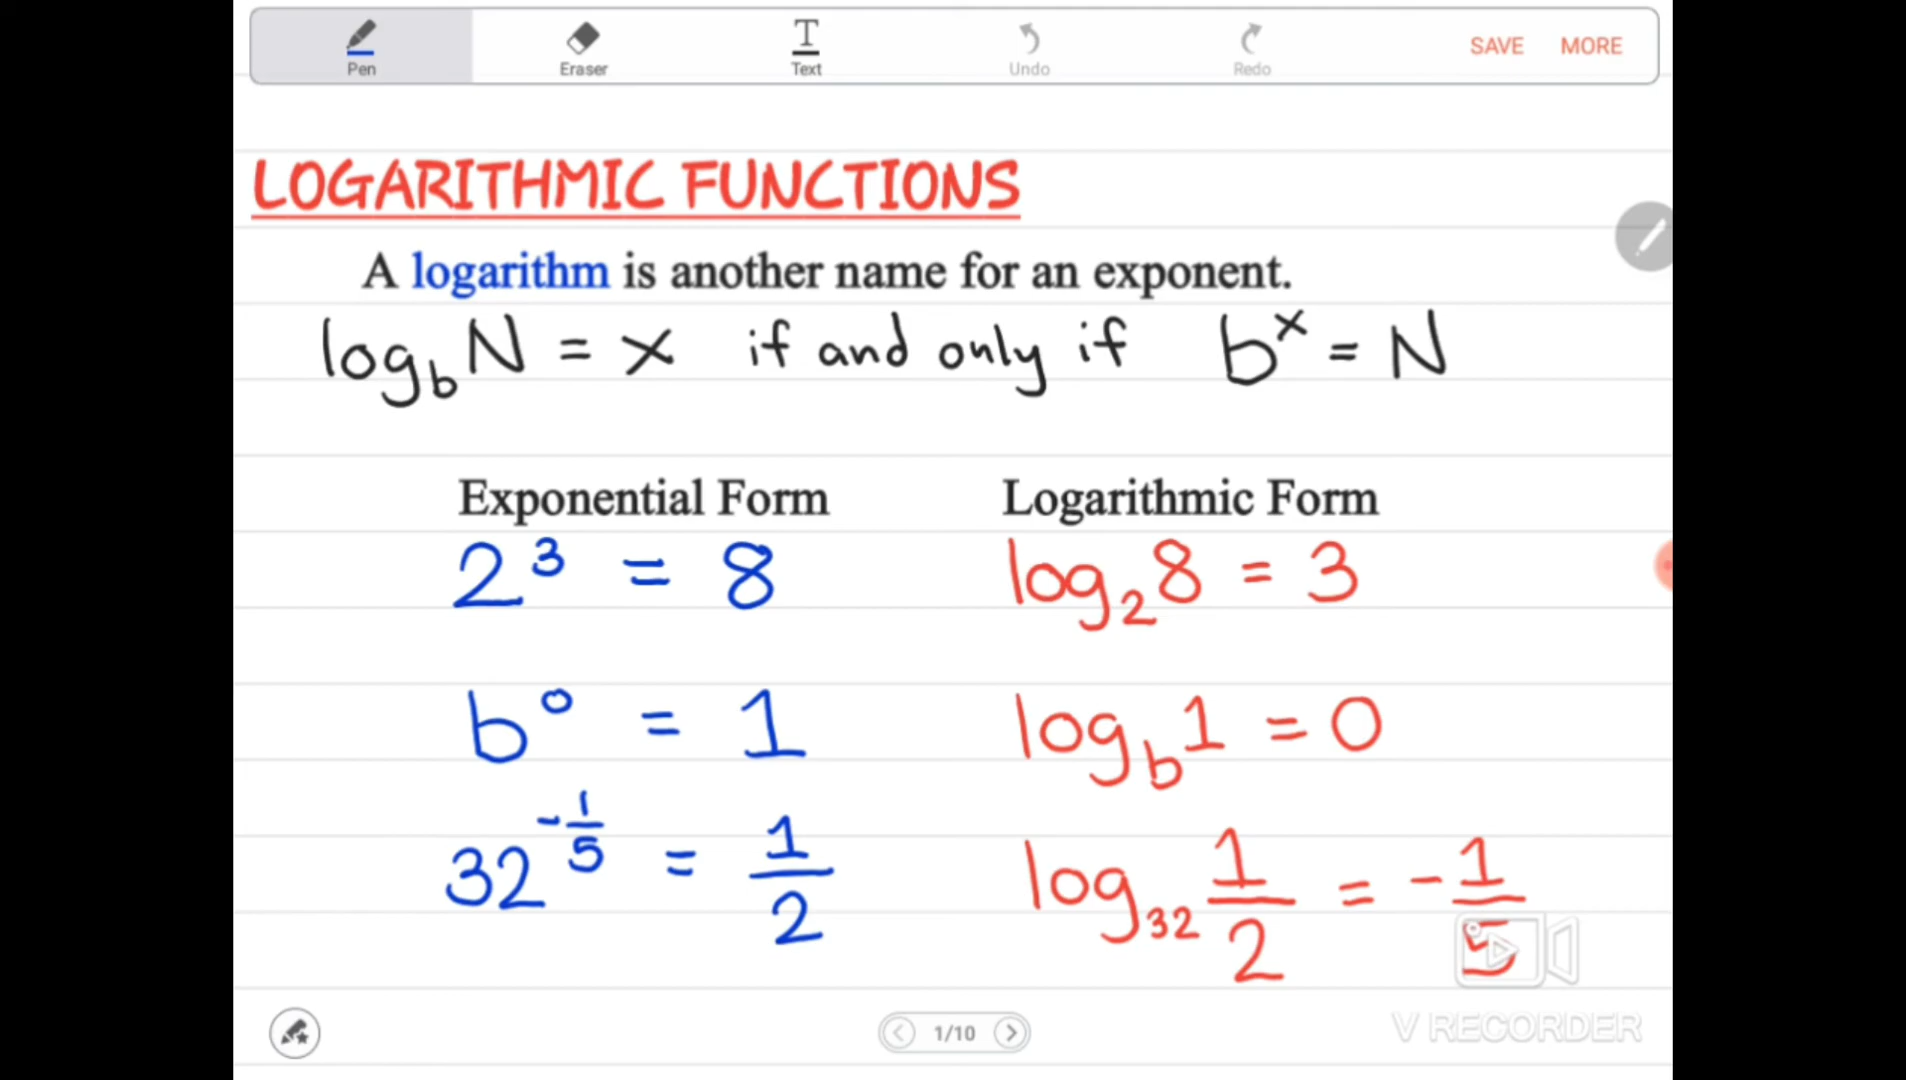 Pen Eraser Text Undo Redo SAVE MORE
LOGARITHMIC FUNCTIONS
A logarithm is another name for an exponent.
log_b N = x if and only if b^x = N
Exponential Form Logarithmic Form
2^3 = 8 log_2 8 = 3
b^0 = 1 log_b 1 = 0
32^(-1/5) = 1/2 log_32 1/2 = -1/5
1/10
V RECORDER